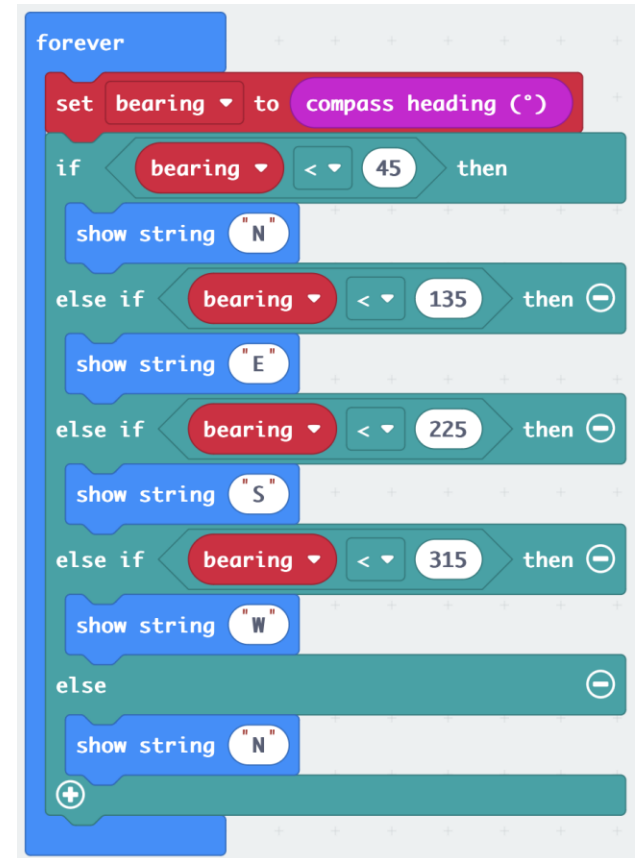 forever
set bearing to compass heading (°)
if bearing < 45 then
show string "N"
else if bearing < 135 then
show string "E"
else if bearing < 225 then
show string "S"
else if bearing < 315 then
show string "W"
else
show string "N"